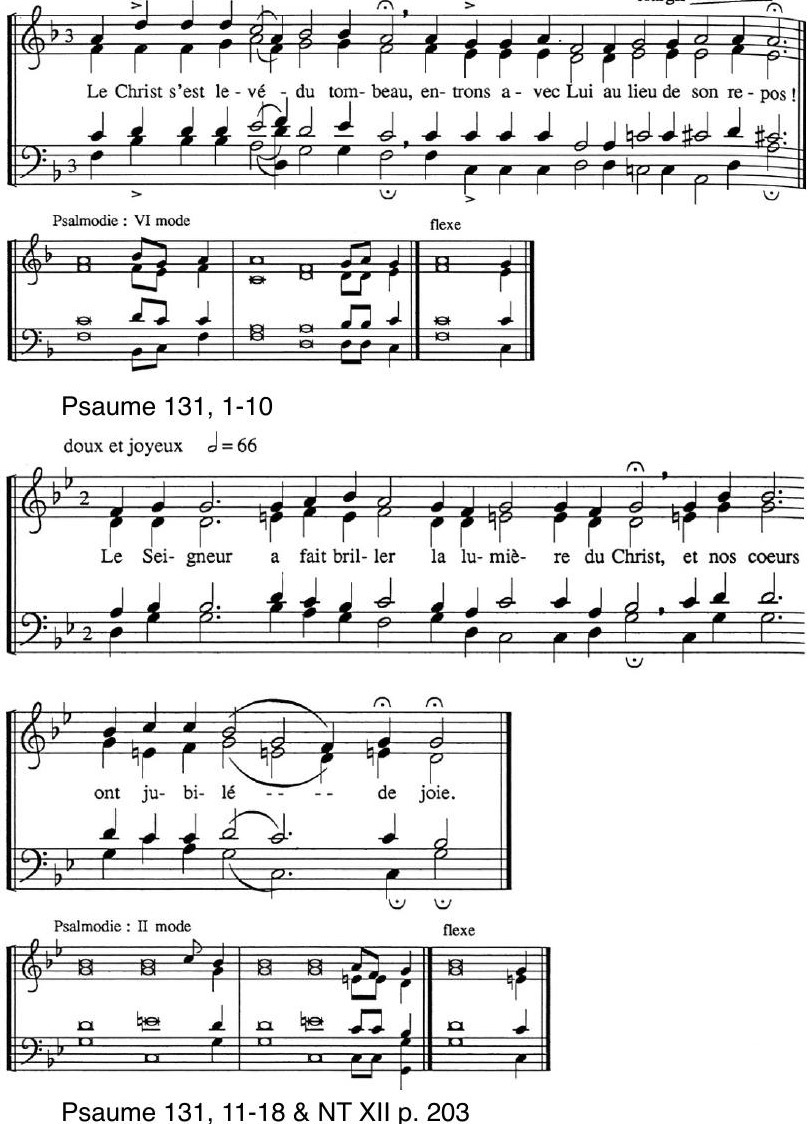 Le Christ s'est le - vé - du tom- beau, en- trons a - vec Lui au lieu de son re - pos !
Psalmodie : VI mode
flexe
Psaume 131, 1-10
doux et joyeux = 66
Le Sei- gneur a fait bril- ler la lu- miè- re du Christ, et nos coeurs
ont ju- bi- lé - - - - - de joie.
Psalmodie : II mode
flexe
Psaume 131, 11-18 & NT XII p. 203